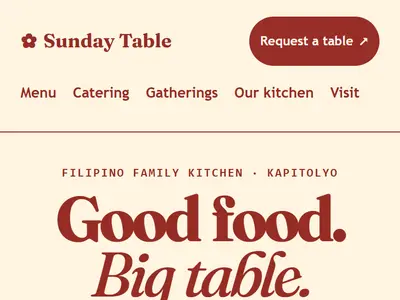 ✿ Sunday Table
Request a table ↗
Menu Catering Gatherings Our kitchen Visit
FILIPINO FAMILY KITCHEN · KAPITOLYO
Good food.
Big table.